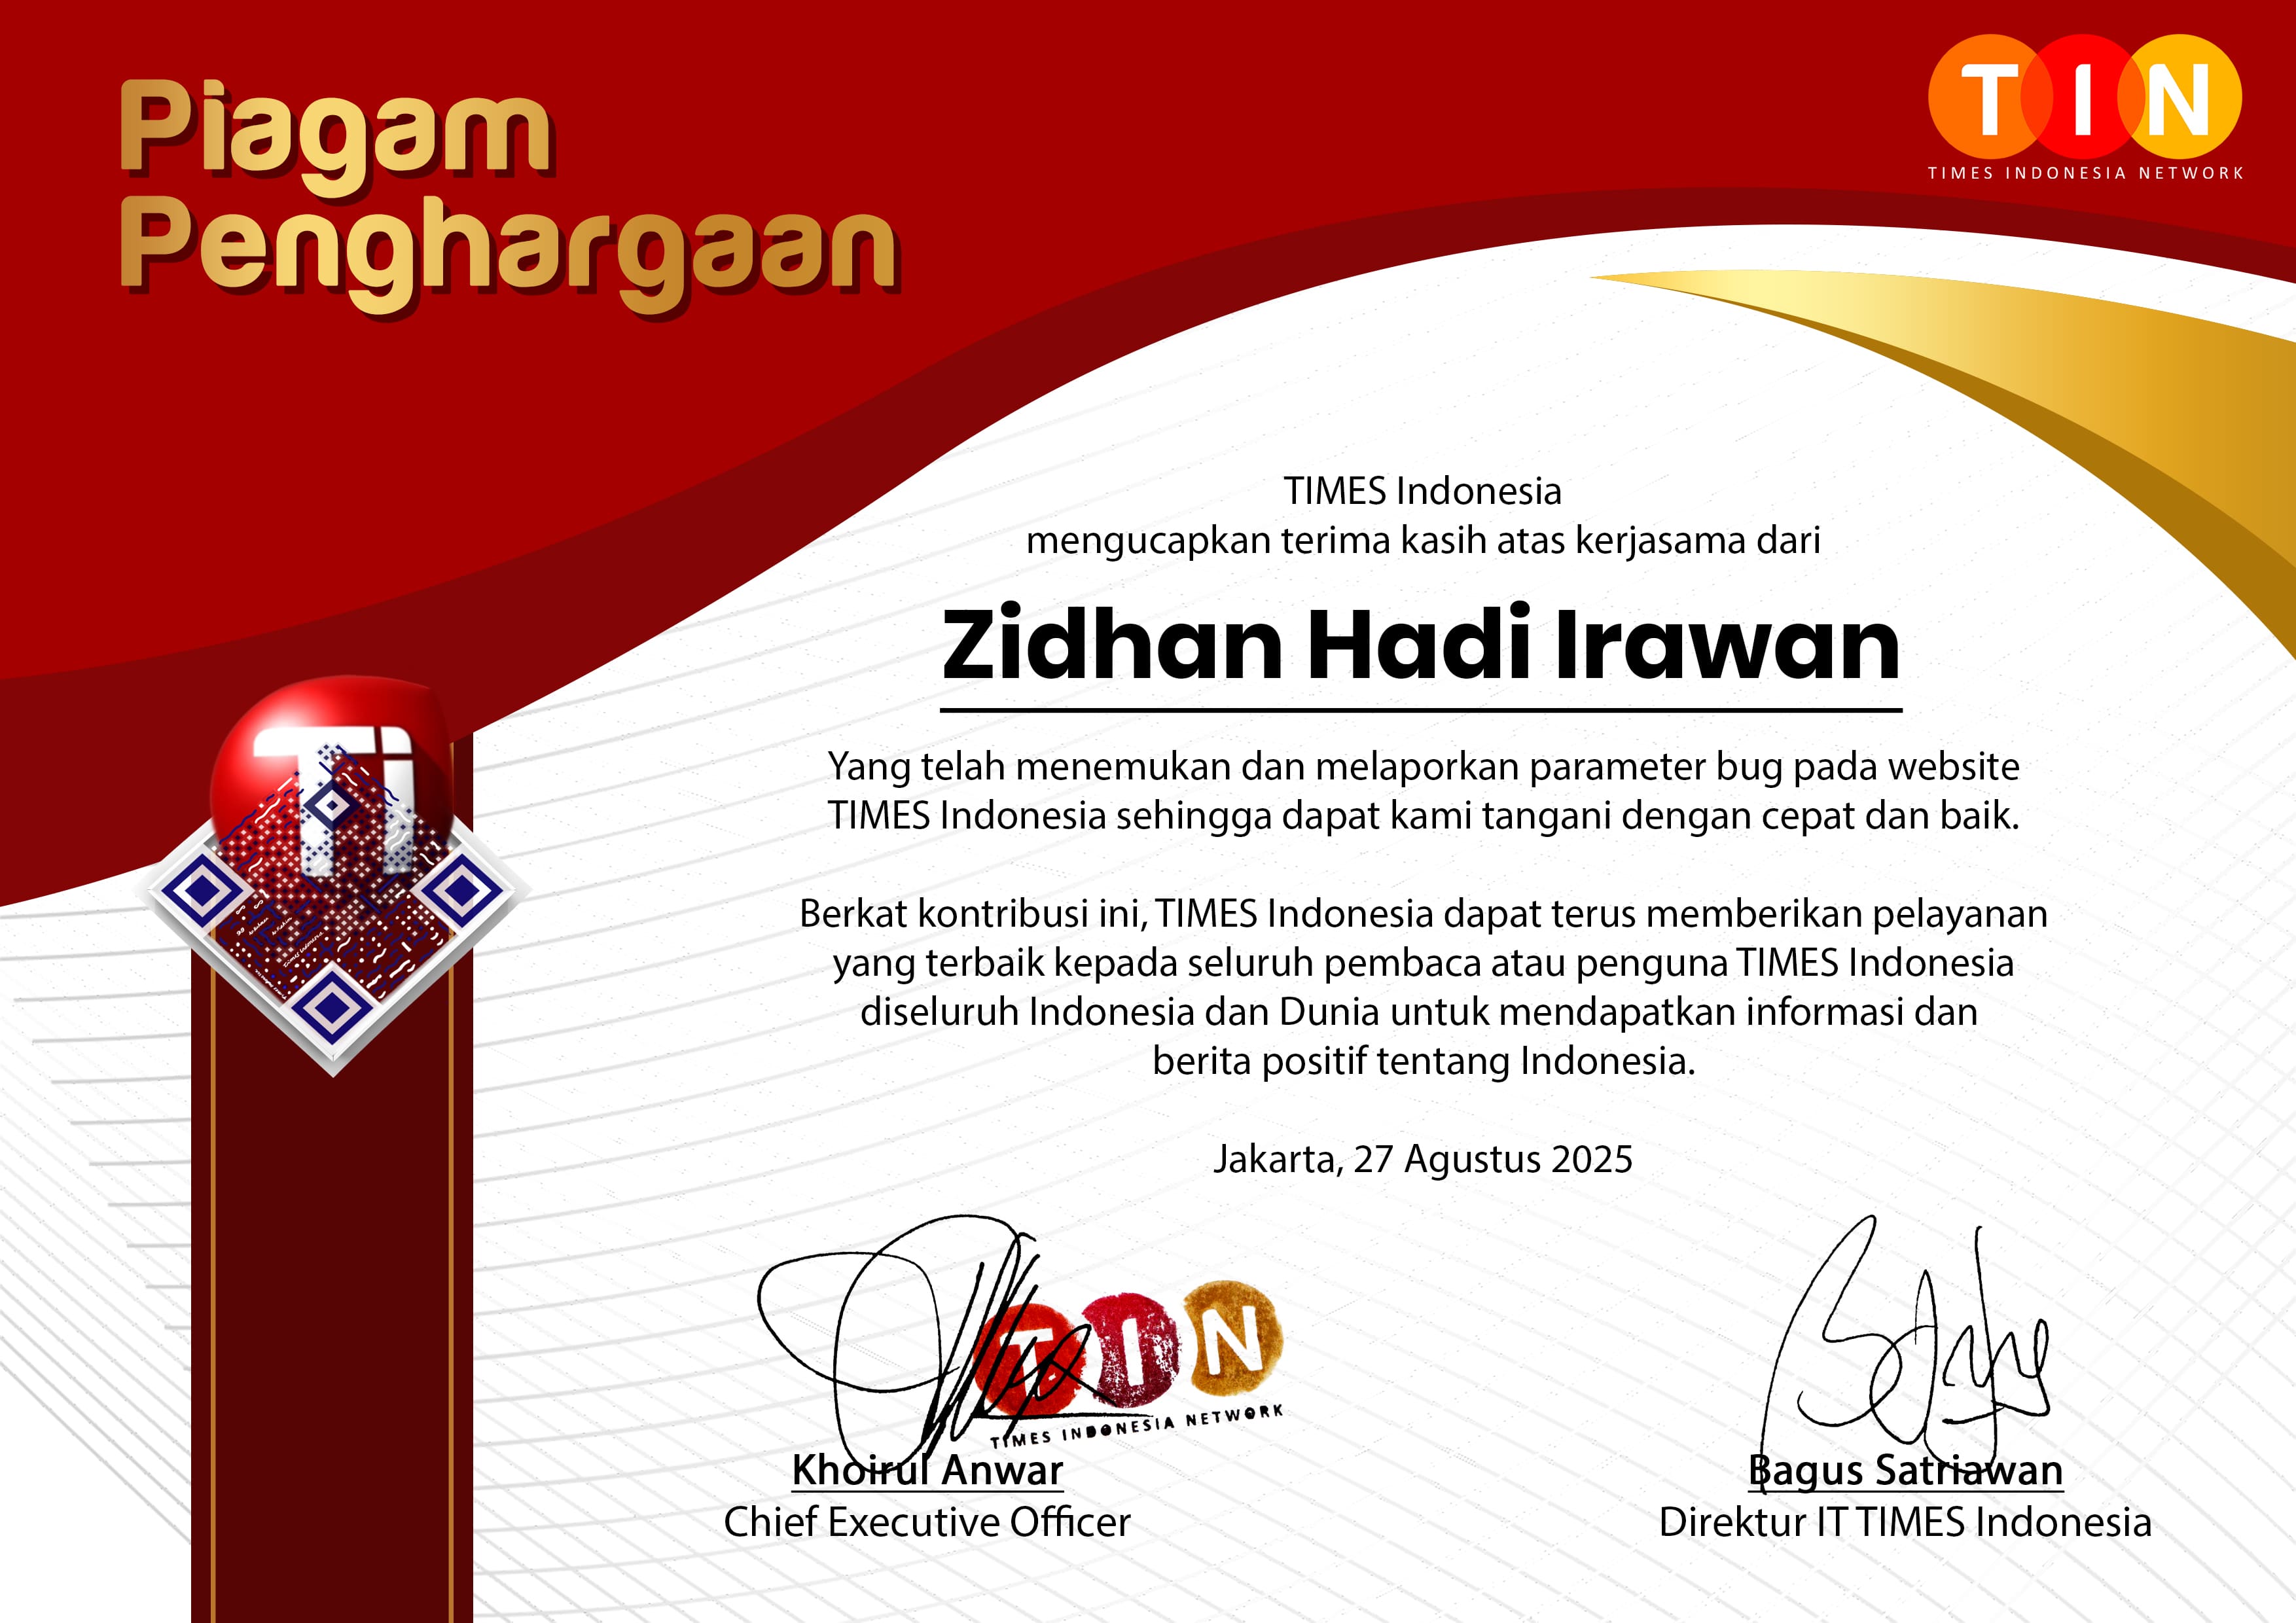 Piagam
Penghargaan
T I N
TIMES INDONESIA NETWORK
TIMES Indonesia
mengucapkan terima kasih atas kerjasama dari
Zidhan Hadi Irawan
Yang telah menemukan dan melaporkan parameter bug pada website
TIMES Indonesia sehingga dapat kami tangani dengan cepat dan baik.
Berkat kontribusi ini, TIMES Indonesia dapat terus memberikan pelayanan
yang terbaik kepada seluruh pembaca atau penguna TIMES Indonesia
diseluruh Indonesia dan Dunia untuk mendapatkan informasi dan
berita positif tentang Indonesia.
Jakarta, 27 Agustus 2025
Ti
T I N
TIMES INDONESIA NETWORK
Khoirul Anwar
Chief Executive Officer
Bagus Satriawan
Direktur IT TIMES Indonesia